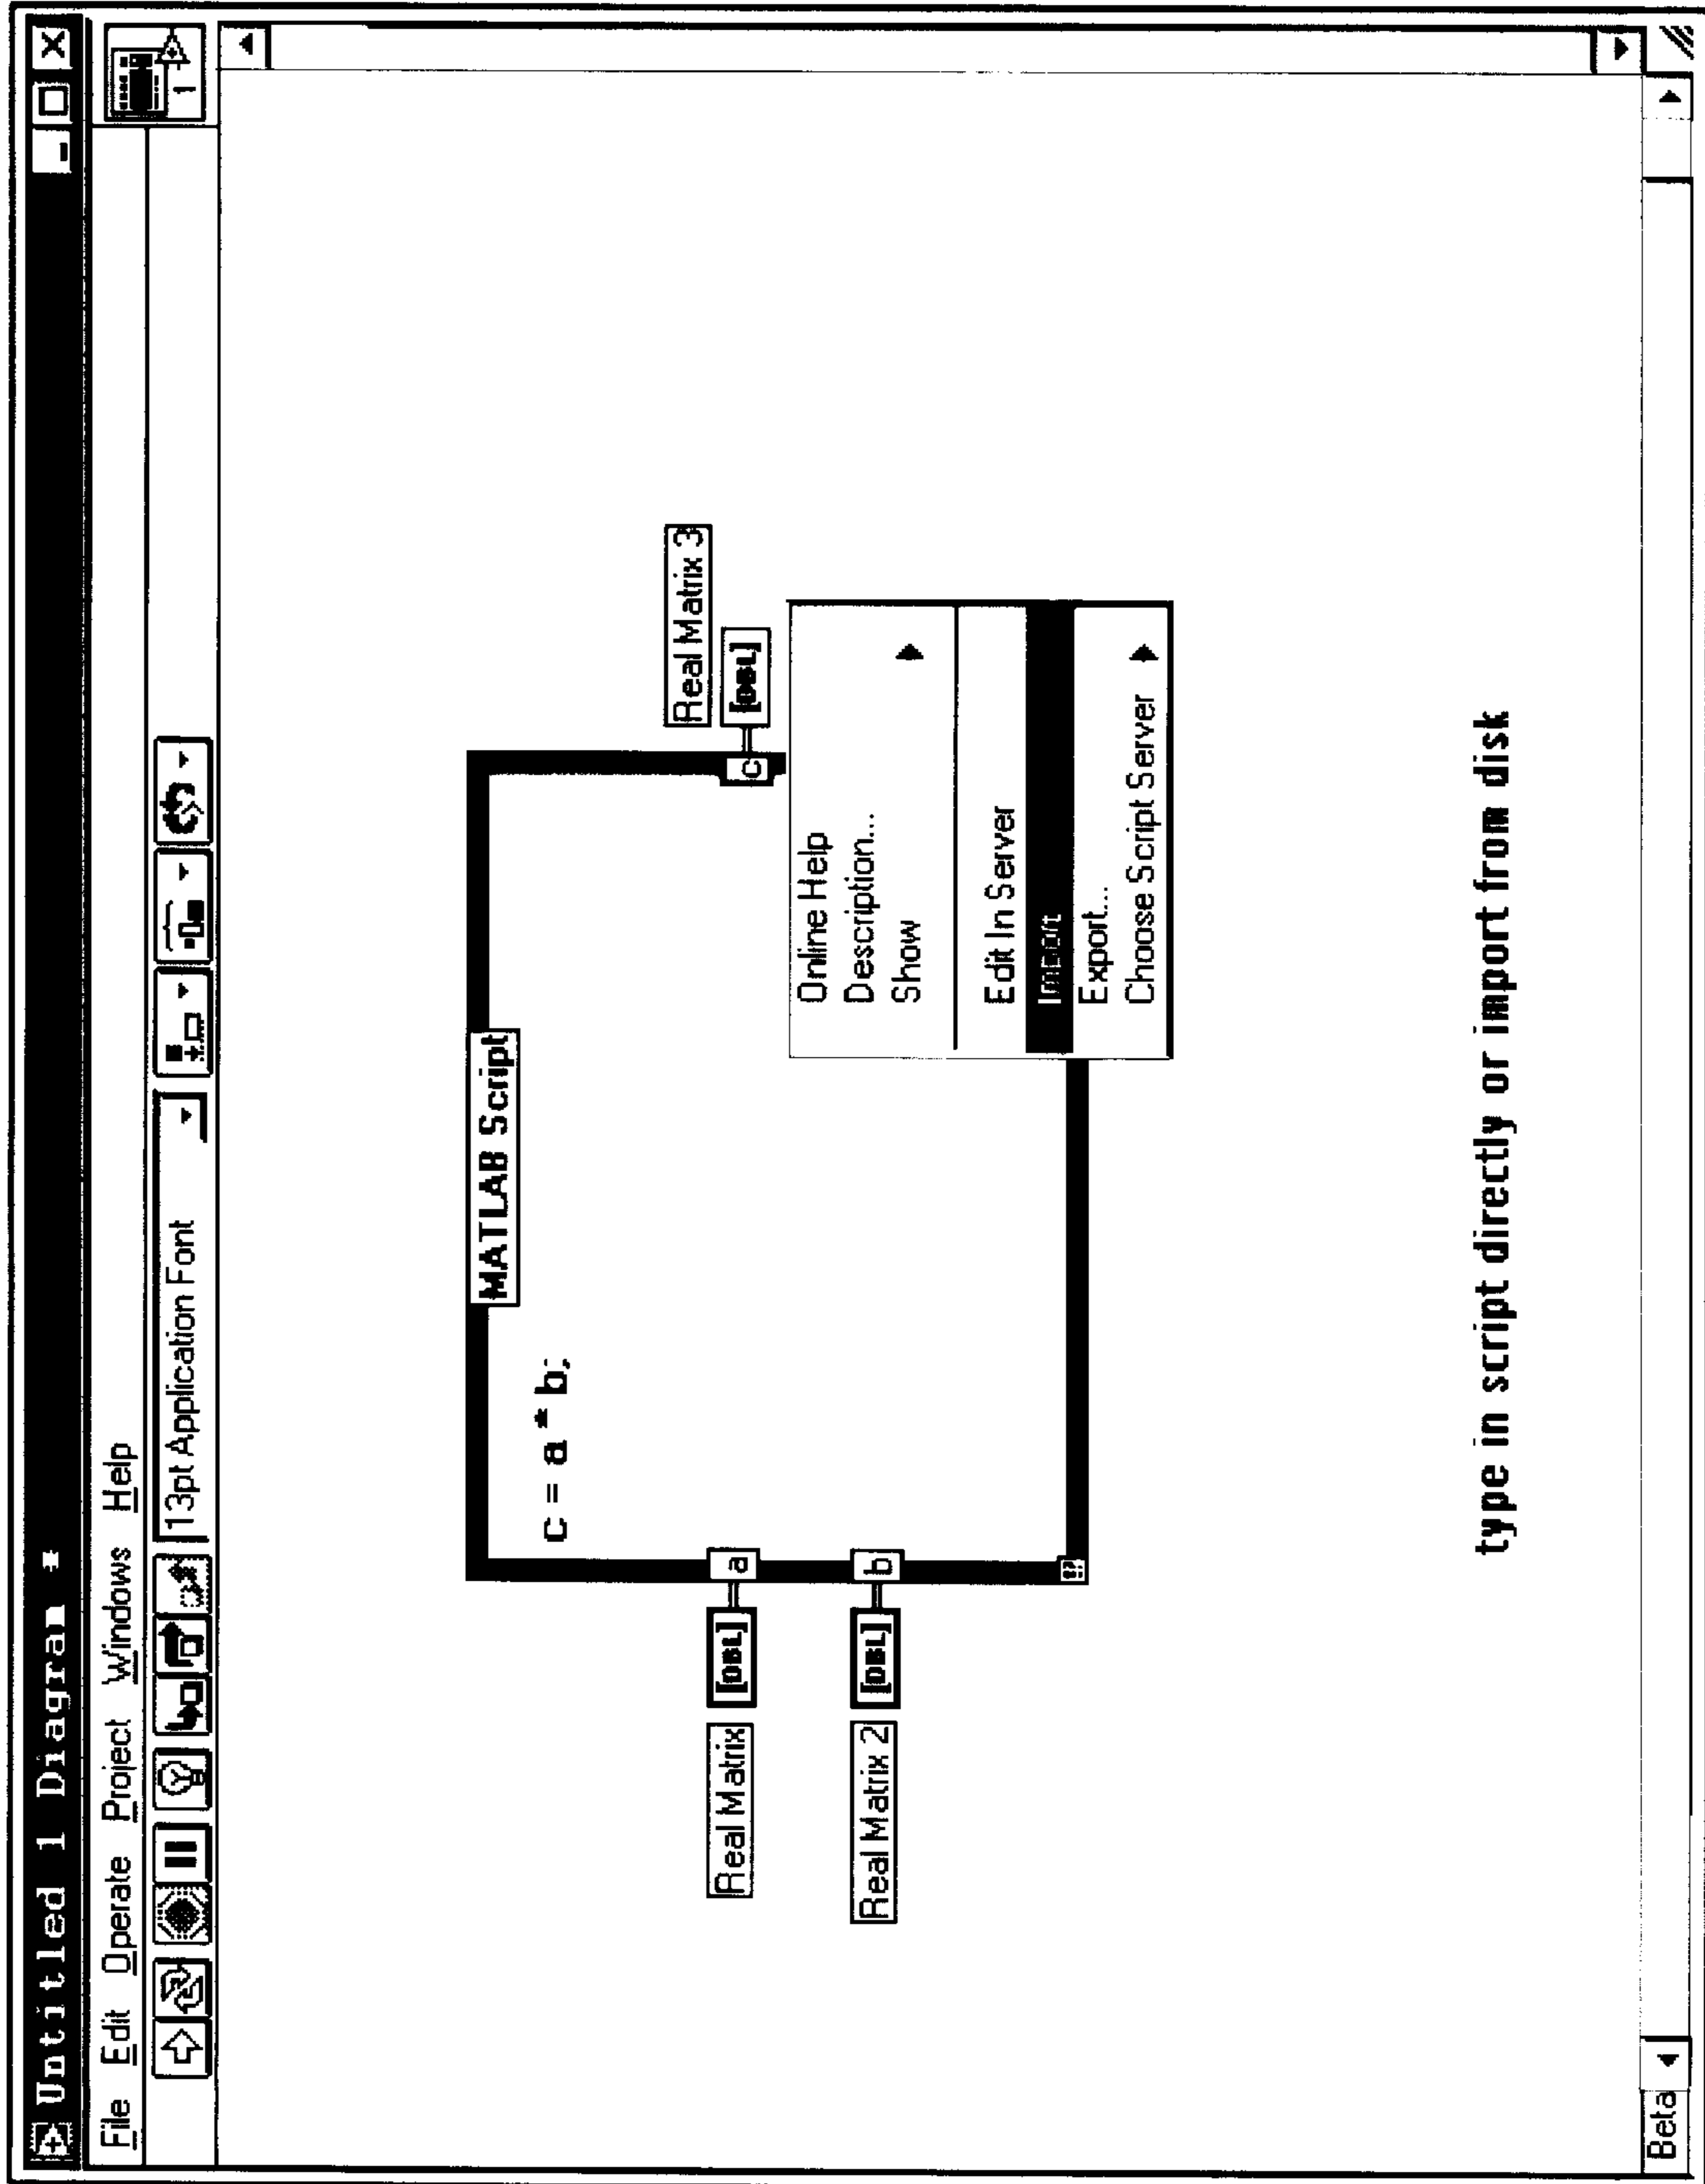 Untitled 1 Diagram *
File Edit Operate Project Windows Help
13pt Application Font
1
MATLAB Script
c = a * b;
Real Matrix [DBL] a
Real Matrix 2 [DBL] b
Real Matrix 3
c [DBL]
Online Help
Description...
Show
Edit In Server
Import...
Export...
Choose Script Server
type in script directly or import from disk
Beta